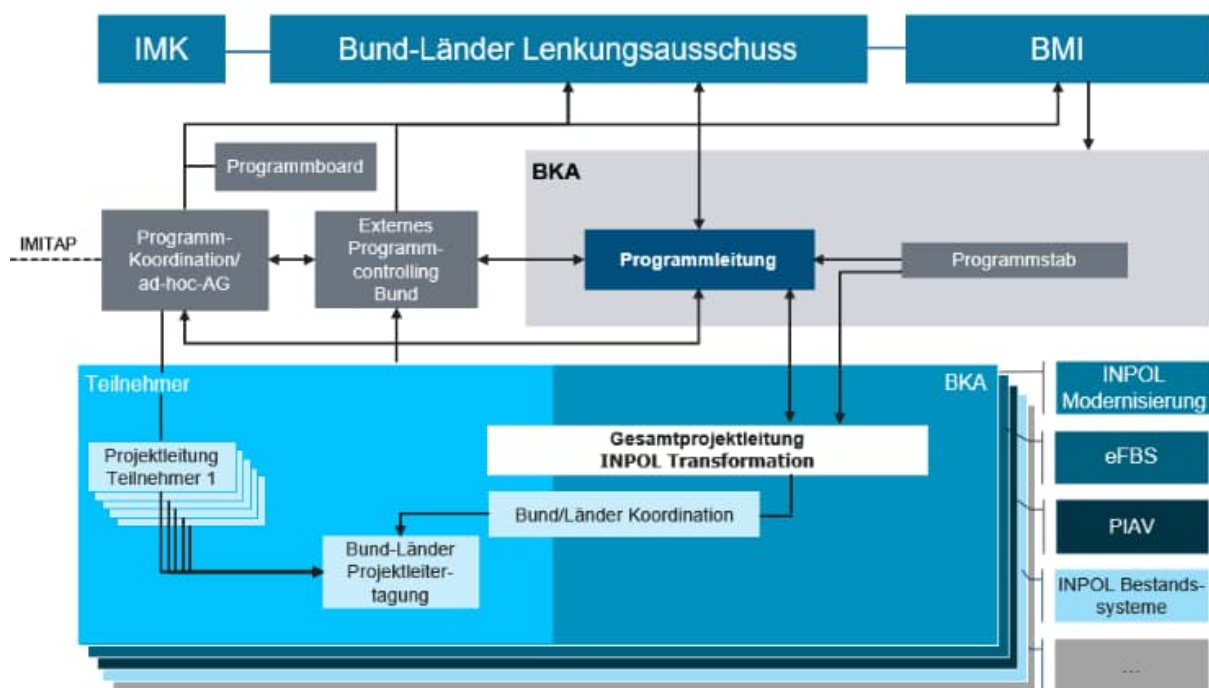 IMK
Bund-Länder Lenkungsausschuss
BMI
Programmboard
BKA
IMITAP
Programm-
Koordination/
ad-hoc-AG
Externes
Programm-
controlling
Bund
Programmleitung
Programmstab
Teilnehmer
BKA
INPOL
Modernisierung
Projektleitung
Teilnehmer 1
Gesamtprojektleitung
INPOL Transformation
eFBS
Bund/Länder Koordination
PIAV
Bund-Länder
Projektleiter-
tagung
INPOL Bestands-
systeme
...